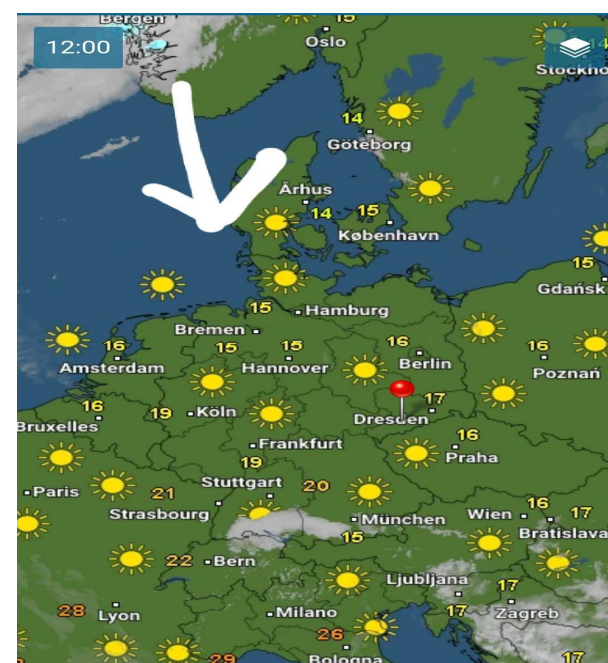 Bergen
15
12:00
Oslo
14
Stockho
14
Göteborg
Århus
14
15
København
15
Gdańsk
15
Hamburg
Bremen
16
15
15
16
16
Amsterdam
Hannover
Berlin
Poznań
16
19
Köln
17
Bruxelles
Dresden
16
Frankfurt
Praha
19
Stuttgart
20
Paris
21
Strasbourg
16
Wien
17
München
Bratislava
15
22
Bern
Ljubljana
17
28
Lyon
Milano
17
Zagreb
26
29
Bologna
17